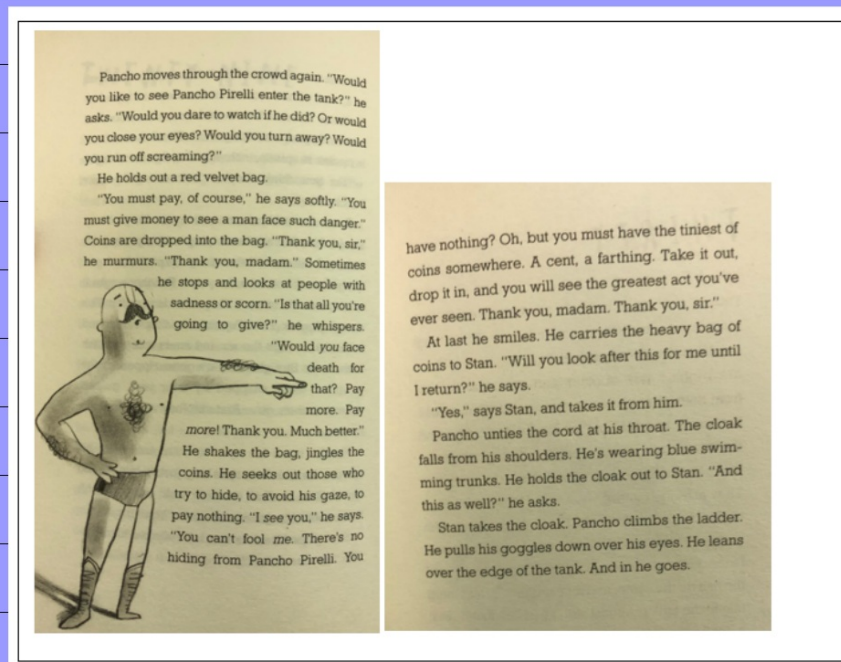 Pancho moves through the crowd again. “Would
you like to see Pancho Pirelli enter the tank?” he
asks. “Would you dare to watch if he did? Or would
you close your eyes? Would you turn away? Would
you run off screaming?”
He holds out a red velvet bag.
“You must pay, of course,” he says softly. “You
must give money to see a man face such danger.”
Coins are dropped into the bag. “Thank you, sir,”
he murmurs. “Thank you, madam.” Sometimes
he stops and looks at people with
sadness or scorn. “Is that all you’re
going to give?” he whispers.
“Would you face
death for
that? Pay
more. Pay
more! Thank you. Much better.”
He shakes the bag, jingles the
coins. He seeks out those who
try to hide, to avoid his gaze, to
pay nothing. “I see you,” he says.
“You can’t fool me. There’s no
hiding from Pancho Pirelli. You
have nothing? Oh, but you must have the tiniest of
coins somewhere. A cent, a farthing. Take it out,
drop it in, and you will see the greatest act you’ve
ever seen. Thank you, madam. Thank you, sir.”
At last he smiles. He carries the heavy bag of
coins to Stan. “Will you look after this for me until
I return?” he says.
“Yes,” says Stan, and takes it from him.
Pancho unties the cord at his throat. The cloak
falls from his shoulders. He’s wearing blue swim-
ming trunks. He holds the cloak out to Stan. “And
this as well?” he asks.
Stan takes the cloak. Pancho climbs the ladder.
He pulls his goggles down over his eyes. He leans
over the edge of the tank. And in he goes.